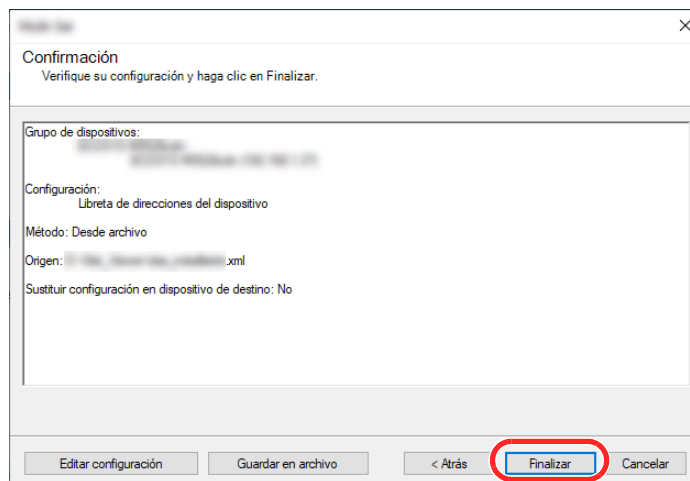 Confirmación
Verifique su configuración y haga clic en Finalizar.
Grupo de dispositivos:
Configuración:
Libreta de direcciones del dispositivo
Método: Desde archivo
Origen: .xml
Sustituir configuración en dispositivo de destino: No
Editar configuración Guardar en archivo < Atrás Finalizar Cancelar